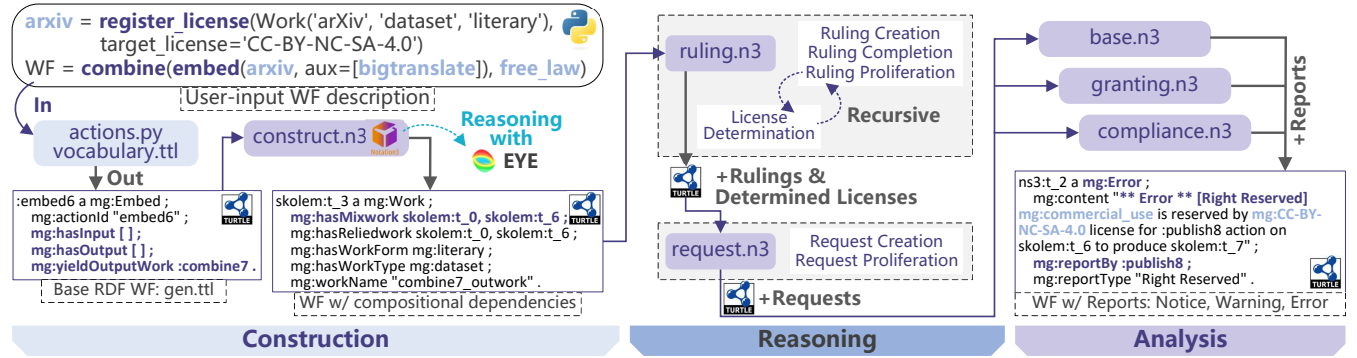 arxiv = register_license(Work('arXiv', 'dataset', 'literary'),
target_license='CC-BY-NC-SA-4.0')
WF = combine(embed(arxiv, aux=[bigtranslate]), free_law)
User-input WF description
In
actions.py
vocabulary.ttl
Out
construct.n3
Notation3
Reasoning
with
EYE
:embed6 a mg:Embed ;
mg:actionId "embed6" ;
mg:hasInput [ ] ;
mg:hasOutput [ ] ;
mg:yieldOutputWork :combine7 .
TURTLE
Base RDF WF: gen.ttl
skolem:t_3 a mg:Work ;
mg:hasMixwork skolem:t_0, skolem:t_6 ;
mg:hasReliedwork skolem:t_0, skolem:t_6 ;
mg:hasWorkForm mg:literary ;
mg:hasWorkType mg:dataset ;
mg:workName "combine7_outwork" .
TURTLE
WF w/ compositional dependencies
Construction
ruling.n3
Ruling Creation
Ruling Completion
Ruling Proliferation
License
Determination
Recursive
TURTLE
+Rulings &
Determined Licenses
request.n3
Request Creation
Request Proliferation
TURTLE
+Requests
Reasoning
base.n3
granting.n3
compliance.n3
+Reports
ns3:t_2 a mg:Error ;
mg:content "** Error ** [Right Reserved]
mg:commercial_use is reserved by mg:CC-BY-
NC-SA-4.0 license for :publish8 action on
skolem:t_6 to produce skolem:t_7" ;
mg:reportBy :publish8 ;
mg:reportType "Right Reserved" .
TURTLE
WF w/ Reports: Notice, Warning, Error
Analysis